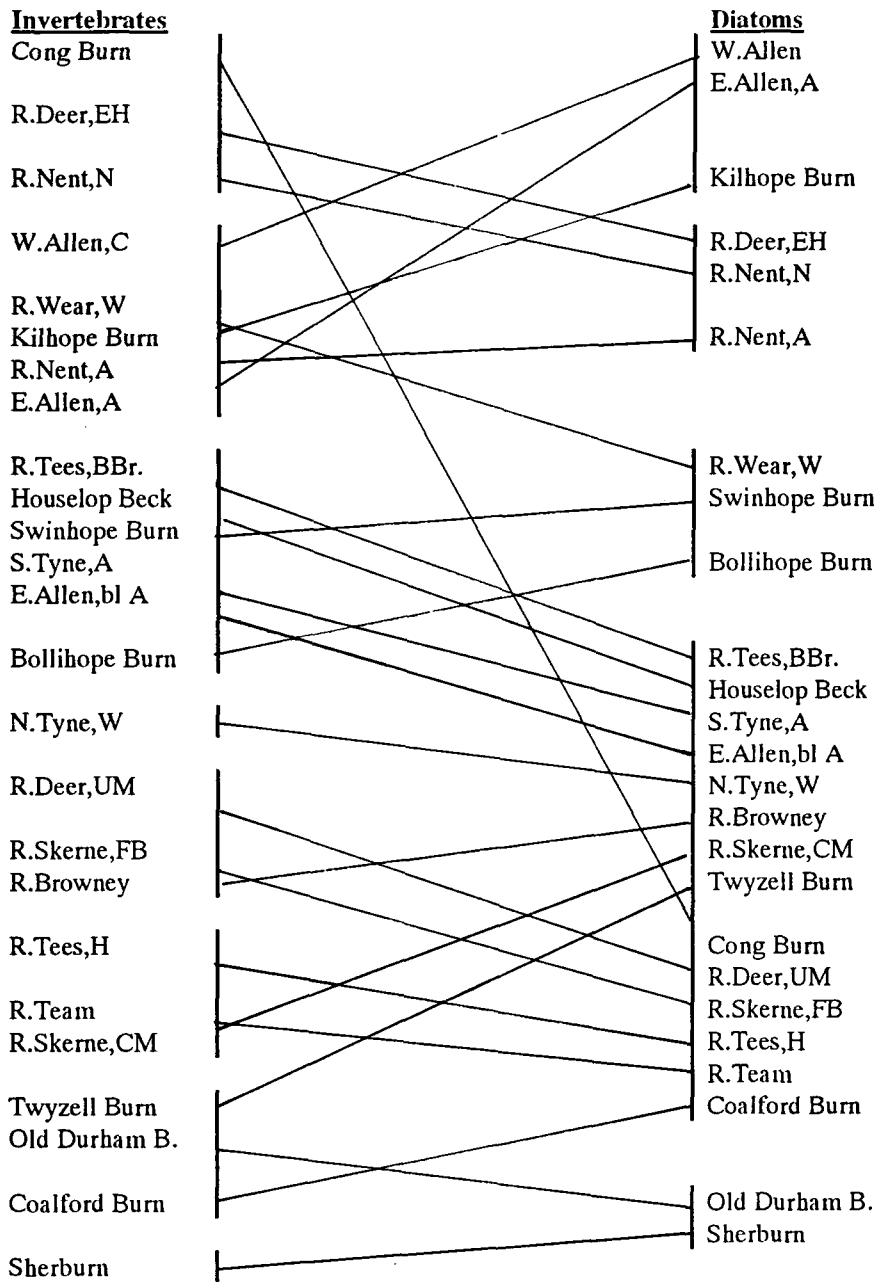 Invertebrates
Cong Burn
R.Deer,EH
R.Nent,N
W.Allen,C
R.Wear,W
Kilhope Burn
R.Nent,A
E.Allen,A
R.Tees,BBr.
Houselop Beck
Swinhope Burn
S.Tyne,A
E.Allen,bl A
Bollihope Burn
N.Tyne,W
R.Deer,UM
R.Skerne,FB
R.Browney
R.Tees,H
R.Team
R.Skerne,CM
Twyzell Burn
Old Durham B.
Coalford Burn
Sherburn
Diatoms
W.Allen
E.Allen,A
Kilhope Burn
R.Deer,EH
R.Nent,N
R.Nent,A
R.Wear,W
Swinhope Burn
Bollihope Burn
R.Tees,BBr.
Houselop Beck
S.Tyne,A
E.Allen,bl A
N.Tyne,W
R.Browney
R.Skerne,CM
Twyzell Burn
Cong Burn
R.Deer,UM
R.Skerne,FB
R.Tees,H
R.Team
Coalford Burn
Old Durham B.
Sherburn